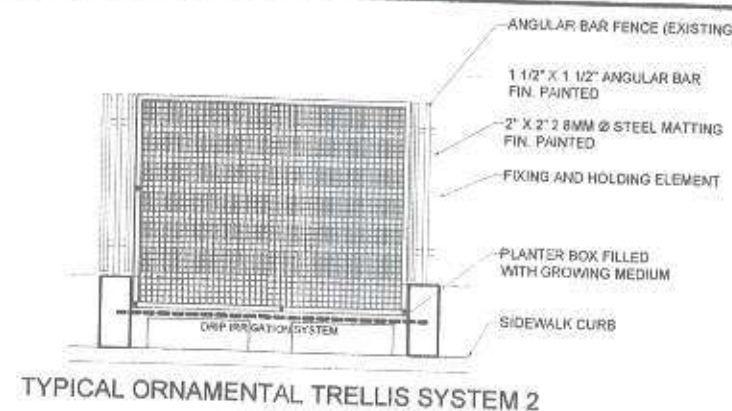 ANGULAR BAR FENCE (EXISTING
1 1/2" X 1 1/2" ANGULAR BAR
FIN. PAINTED
2" X 2" 2.8MM Ø STEEL MATTING
FIN. PAINTED
FIXING AND HOLDING ELEMENT
PLANTER BOX FILLED
WITH GROWING MEDIUM
DRIP IRRIGATION SYSTEM
SIDEWALK CURB
TYPICAL ORNAMENTAL TRELLIS SYSTEM 2